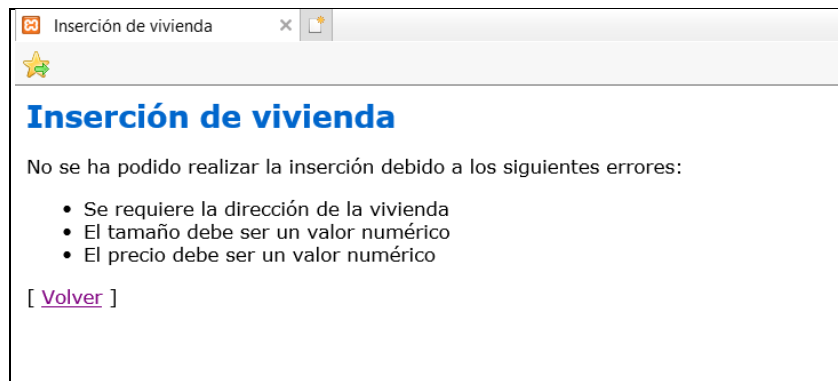 Inserción de vivienda
Inserción de vivienda
No se ha podido realizar la inserción debido a los siguientes errores:
• Se requiere la dirección de la vivienda
• El tamaño debe ser un valor numérico
• El precio debe ser un valor numérico
[ Volver ]